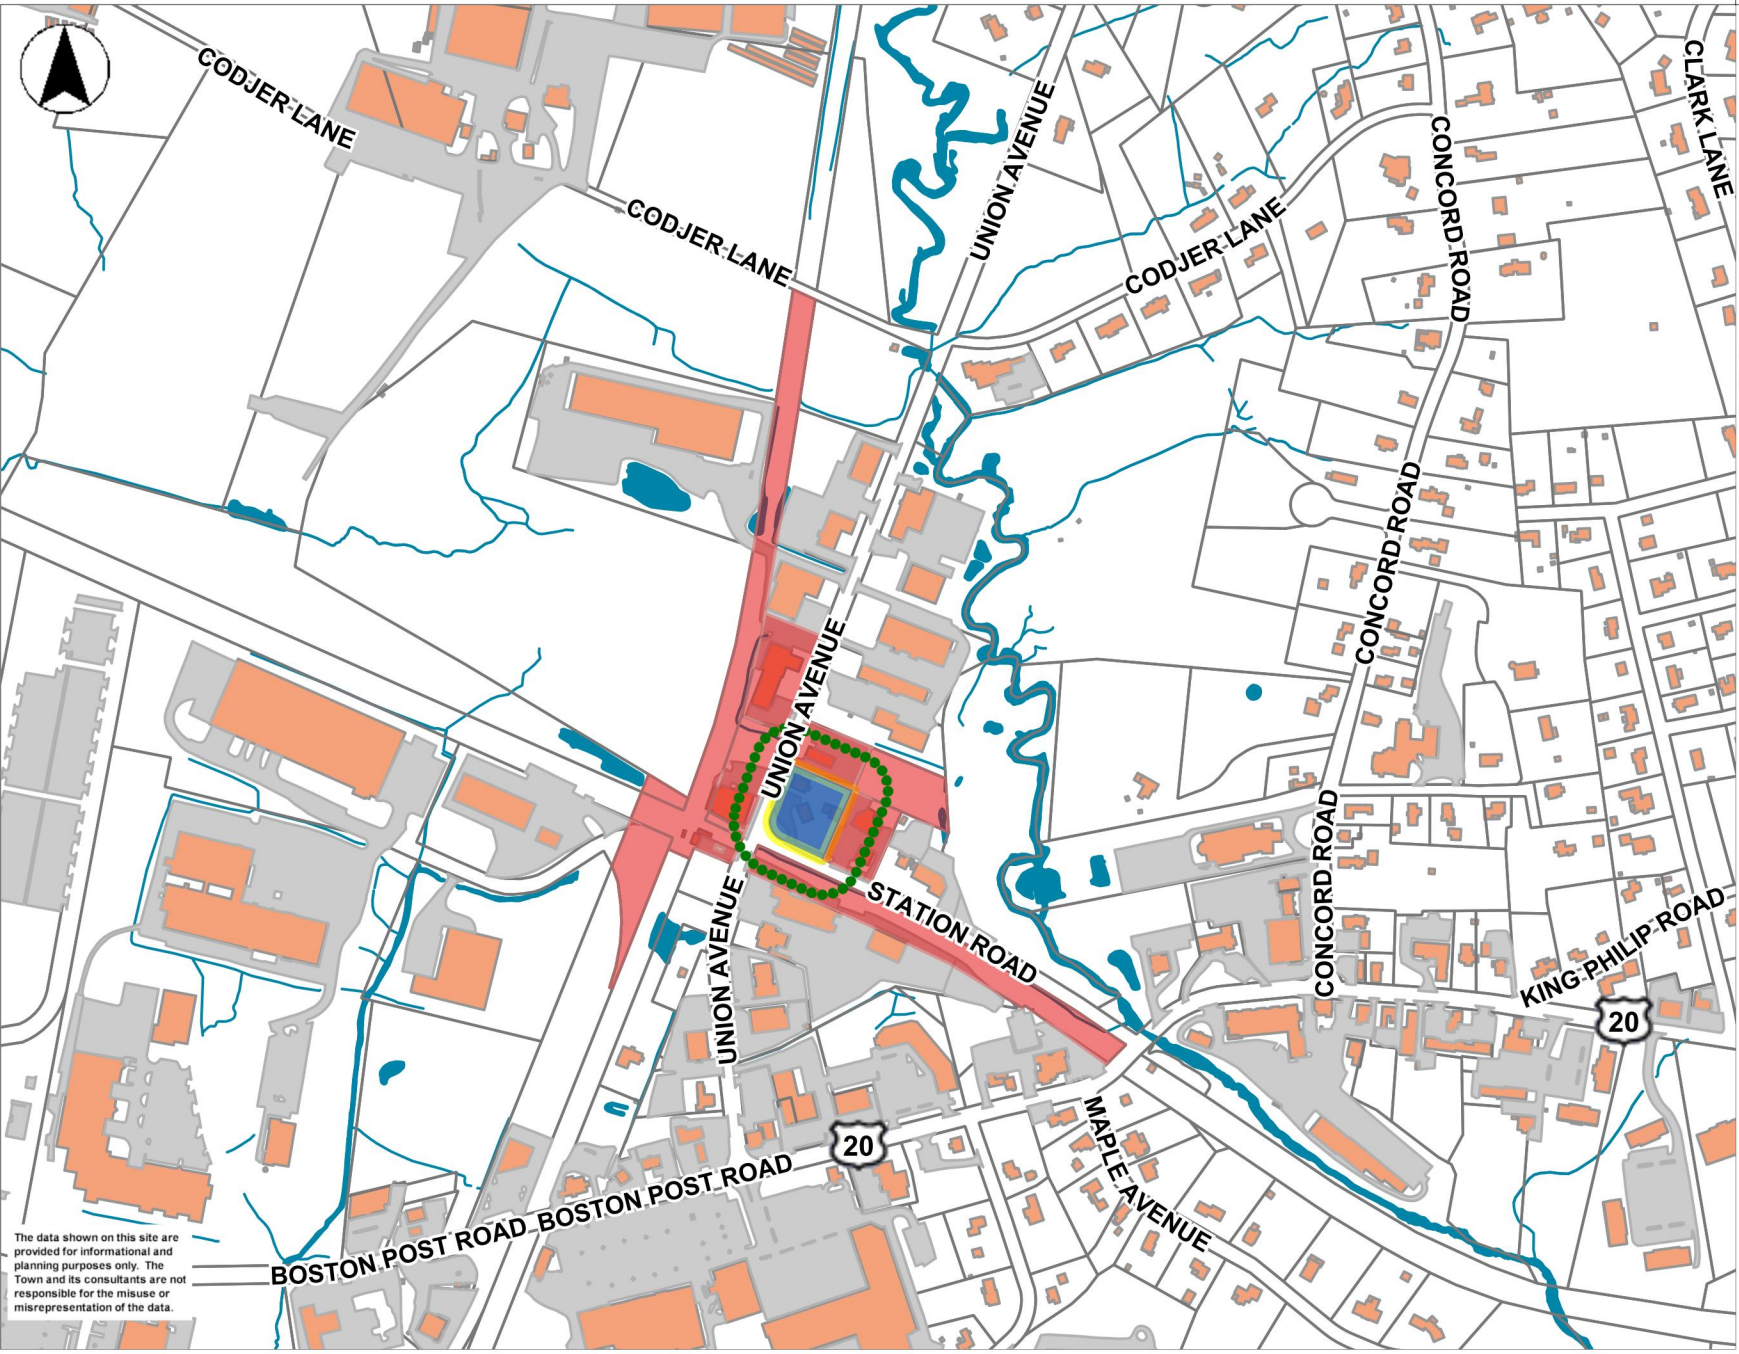 CODJER LANE
CLARK LANE
UNION AVENUE
CONCORD ROAD
CODJER LANE
CODJER LANE
CONCORD ROAD
UNION AVENUE
CONCORD ROAD
UNION AVENUE
STATION ROAD
KING PHILIP ROAD
20
20
MAPLE AVENUE
BOSTON POST ROAD
BOSTON POST ROAD
The data shown on this site are
provided for informational and
planning purposes only. The
Town and its consultants are not
responsible for the misuse or
misrepresentation of the data.